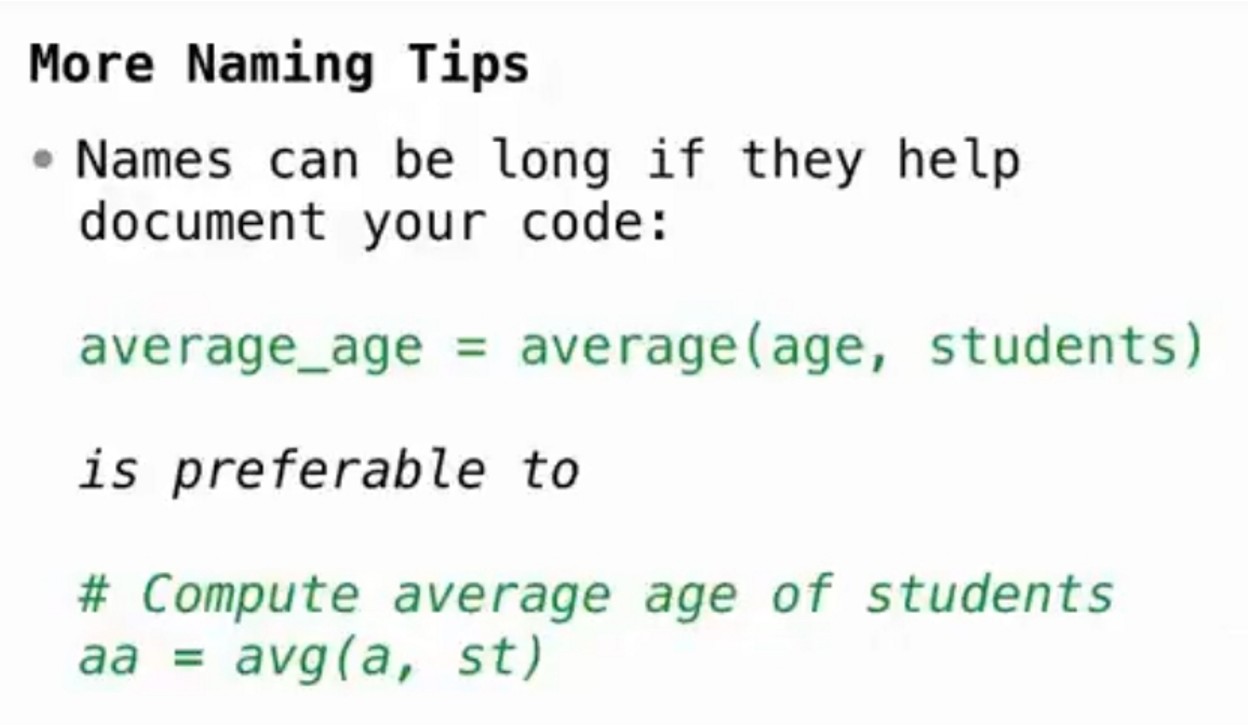 More Naming Tips
• Names can be long if they help
document your code:
average_age = average(age, students)
is preferable to
# Compute average age of students
aa = avg(a, st)